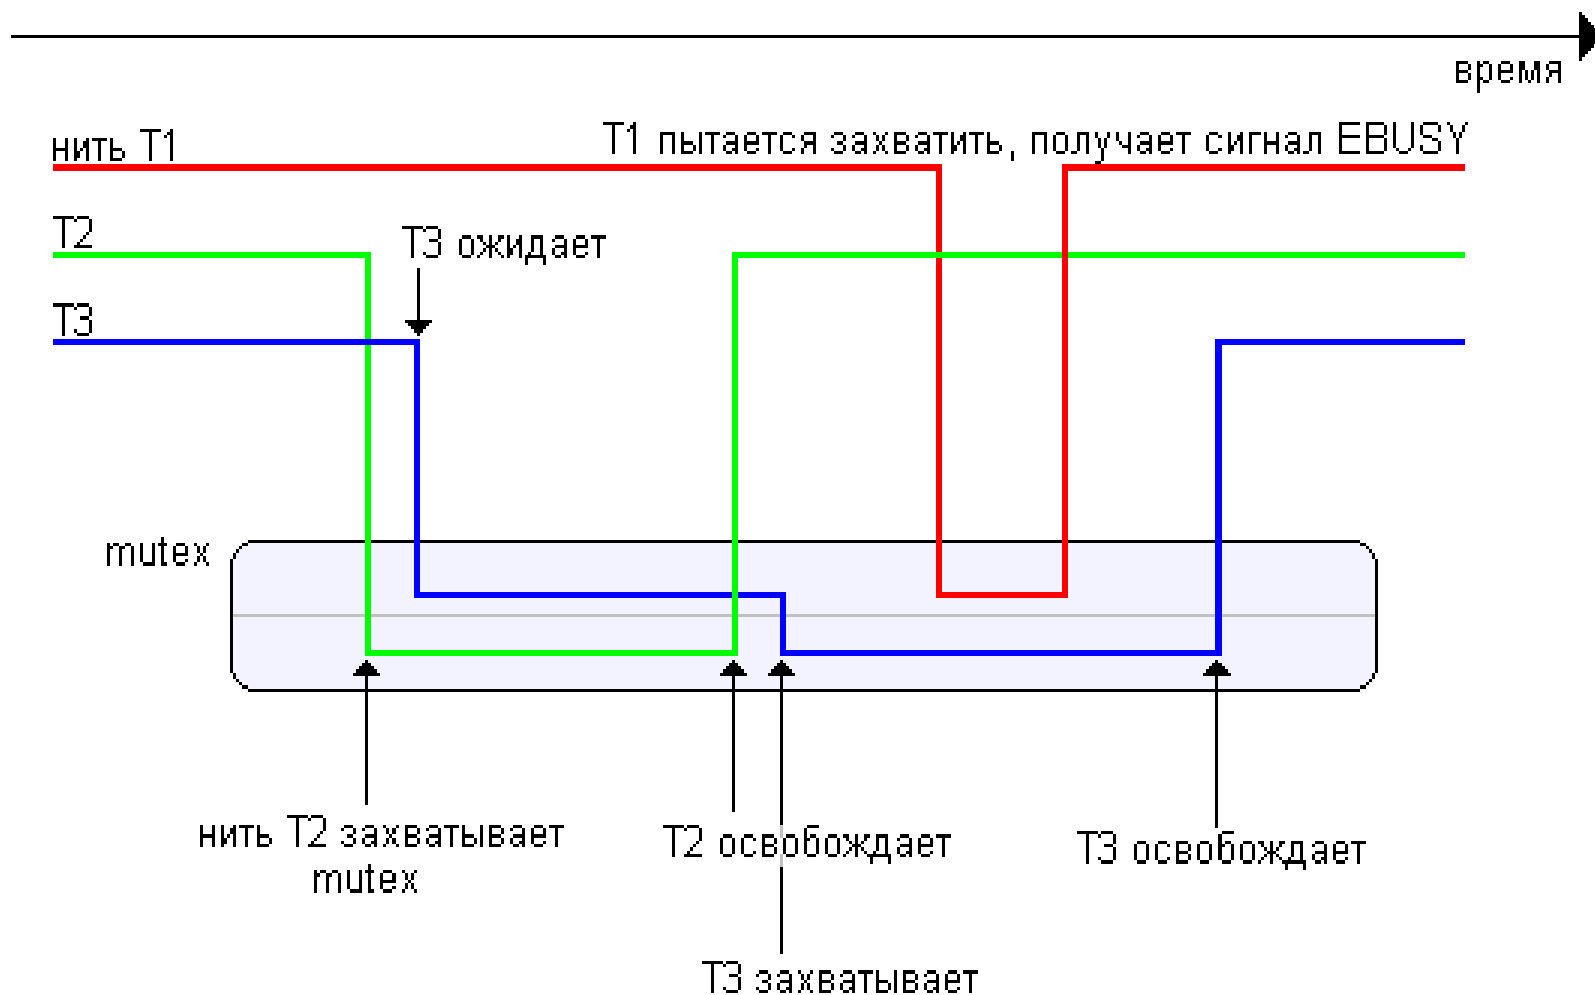 время
нить T1
T1 пытается захватить, получает сигнал EBUSY
T2
T3 ожидает
T3
mutex
нить T2 захватывает
mutex
T2 освобождает
T3 освобождает
T3 захватывает